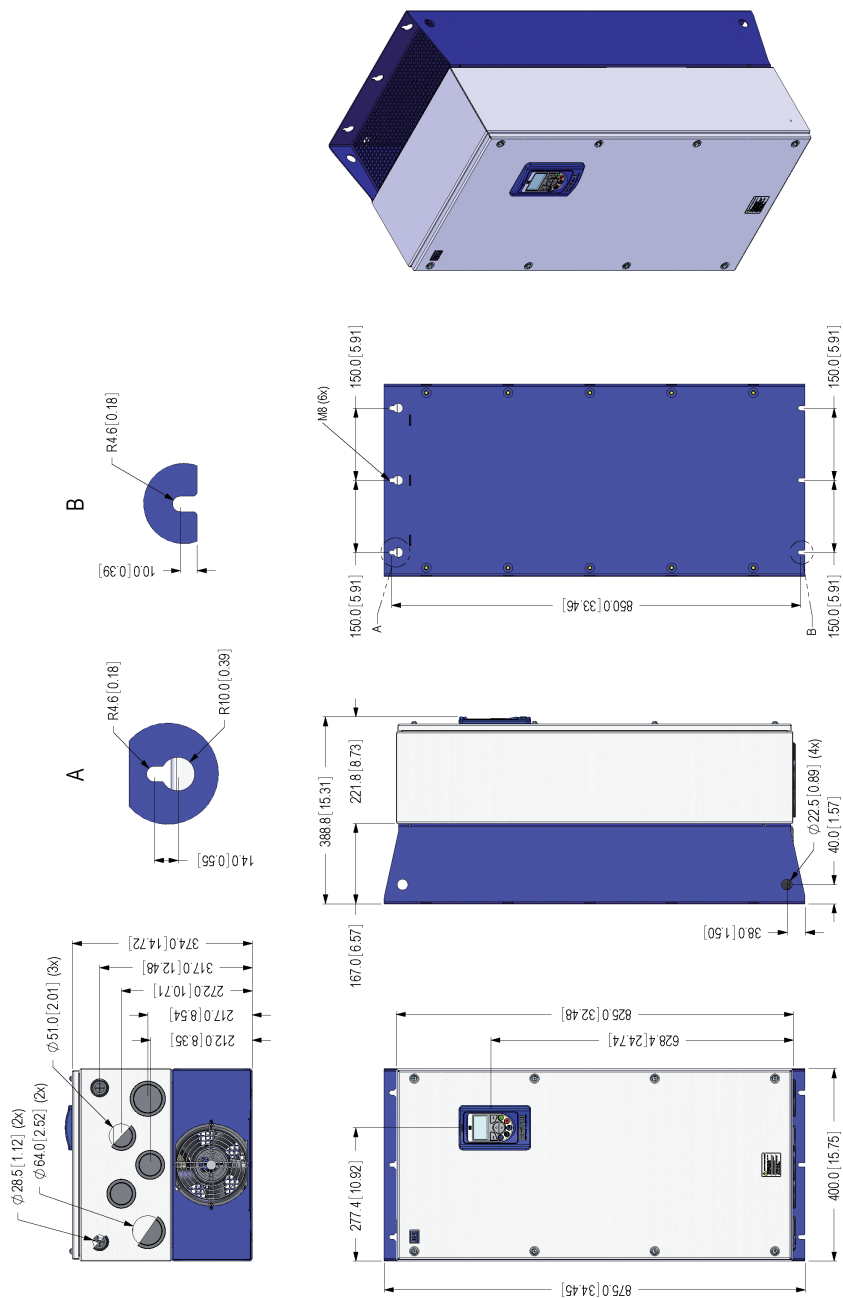 150.0 [5.91]
150.0 [5.91]
M8 (6x)
R4.6 [0.18]
B
10.0 [0.39]
850.0 [33.46]
150.0 [5.91]
A
150.0 [5.91]
B
R4.6 [0.18]
R10.0 [0.39]
A
14.0 [0.55]
388.8 [15.31]
221.8 [8.73]
167.0 [6.57]
Ø22.5 [0.89] (4x)
40.0 [1.57]
38.0 [1.50]
374.0 [14.72]
317.0 [12.48]
272.0 [10.71]
217.0 [8.54]
212.0 [8.35]
Ø51.0 [2.01] (3x)
Ø64.0 [2.52] (2x)
Ø28.5 [1.12] (2x)
825.0 [32.48]
628.4 [24.74]
277.4 [10.92]
400.0 [15.75]
875.0 [34.45]